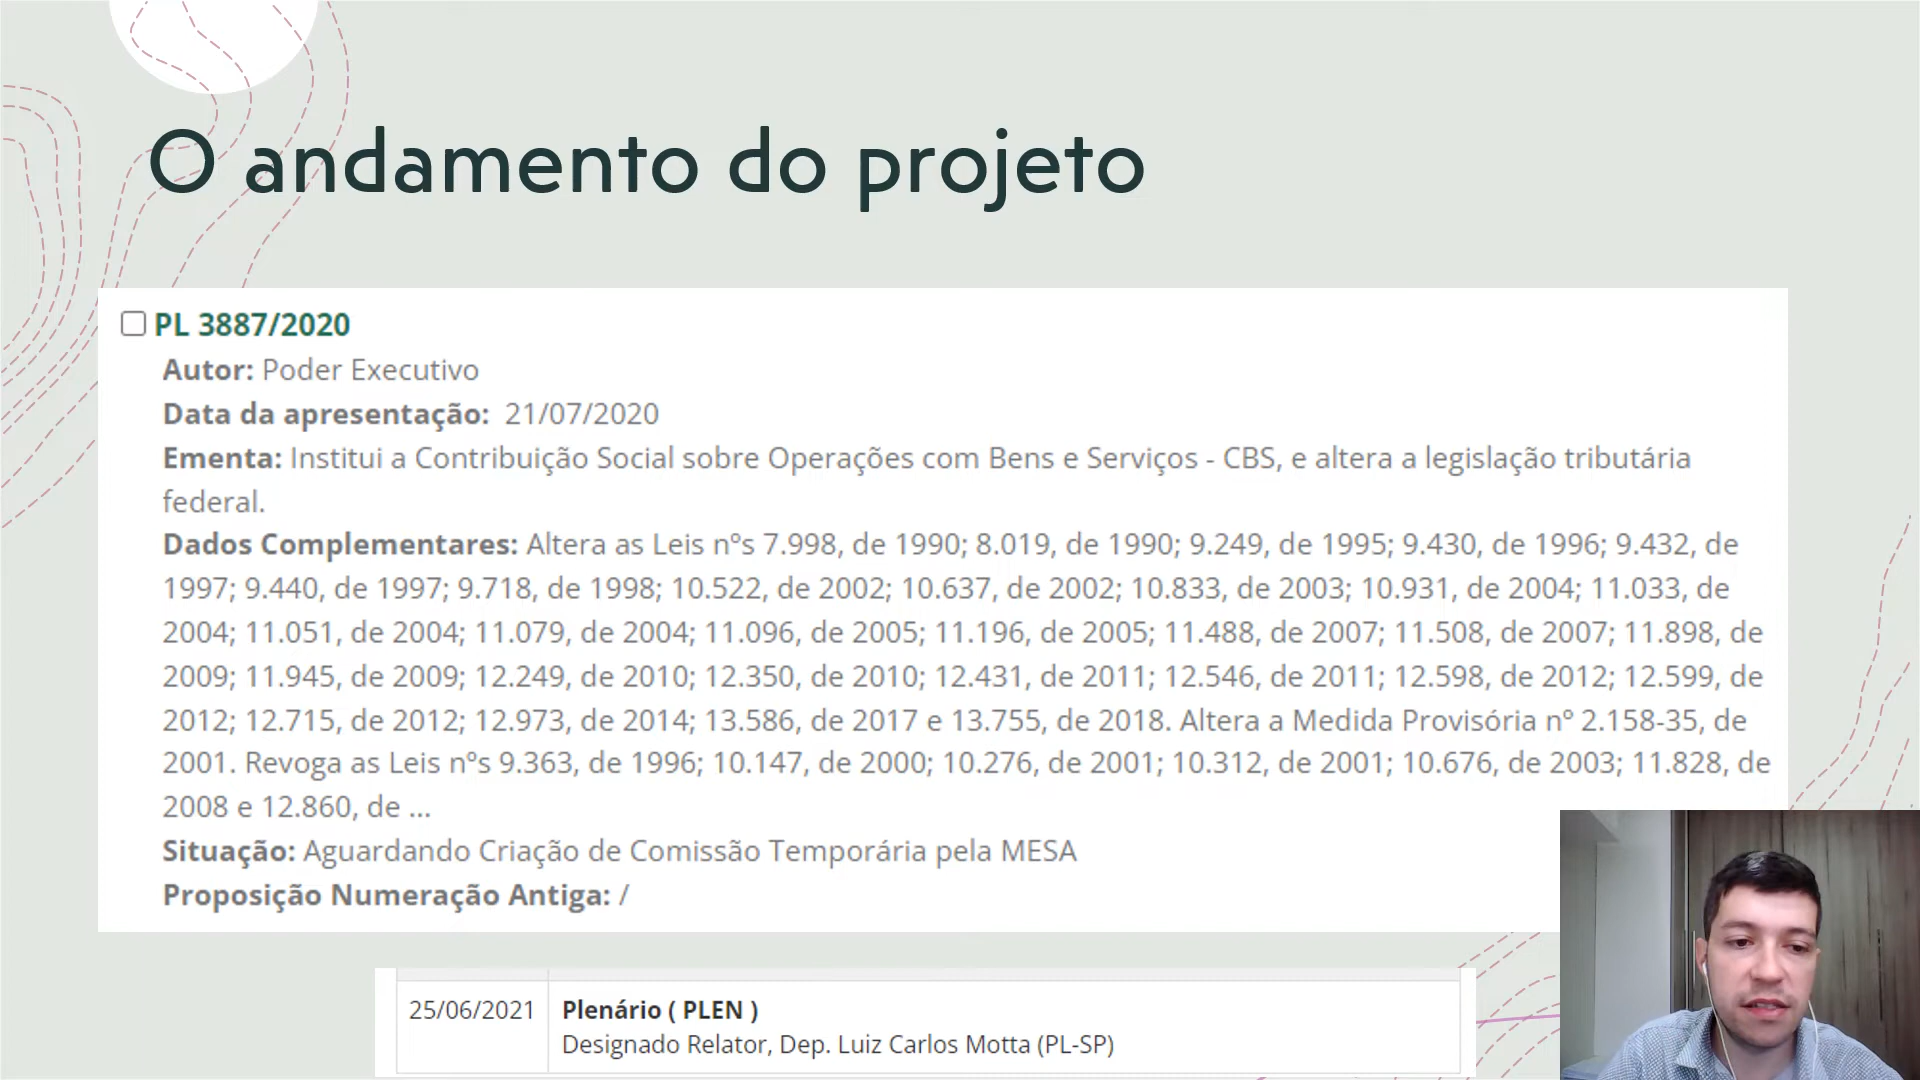 O andamento do projeto
PL 3887/2020
Autor: Poder Executivo
Data da apresentação: 21/07/2020
Ementa: Institui a Contribuição Social sobre Operações com Bens e Serviços - CBS, e altera a legislação tributária
federal.
Dados Complementares: Altera as Leis nºs 7.998, de 1990; 8.019, de 1990; 9.249, de 1995; 9.430, de 1996; 9.432, de
1997; 9.440, de 1997; 9.718, de 1998; 10.522, de 2002; 10.637, de 2002; 10.833, de 2003; 10.931, de 2004; 11.033, de
2004; 11.051, de 2004; 11.079, de 2004; 11.096, de 2005; 11.196, de 2005; 11.488, de 2007; 11.508, de 2007; 11.898, de
2009; 11.945, de 2009; 12.249, de 2010; 12.350, de 2010; 12.431, de 2011; 12.546, de 2011; 12.598, de 2012; 12.599, de
2012; 12.715, de 2012; 12.973, de 2014; 13.586, de 2017 e 13.755, de 2018. Altera a Medida Provisória nº 2.158-35, de
2001. Revoga as Leis nºs 9.363, de 1996; 10.147, de 2000; 10.276, de 2001; 10.312, de 2001; 10.676, de 2003; 11.828, de
2008 e 12.860, de ...
Situação: Aguardando Criação de Comissão Temporária pela MESA
Proposição Numeração Antiga: /
25/06/2021 Plenário ( PLEN )
Designado Relator, Dep. Luiz Carlos Motta (PL-SP)